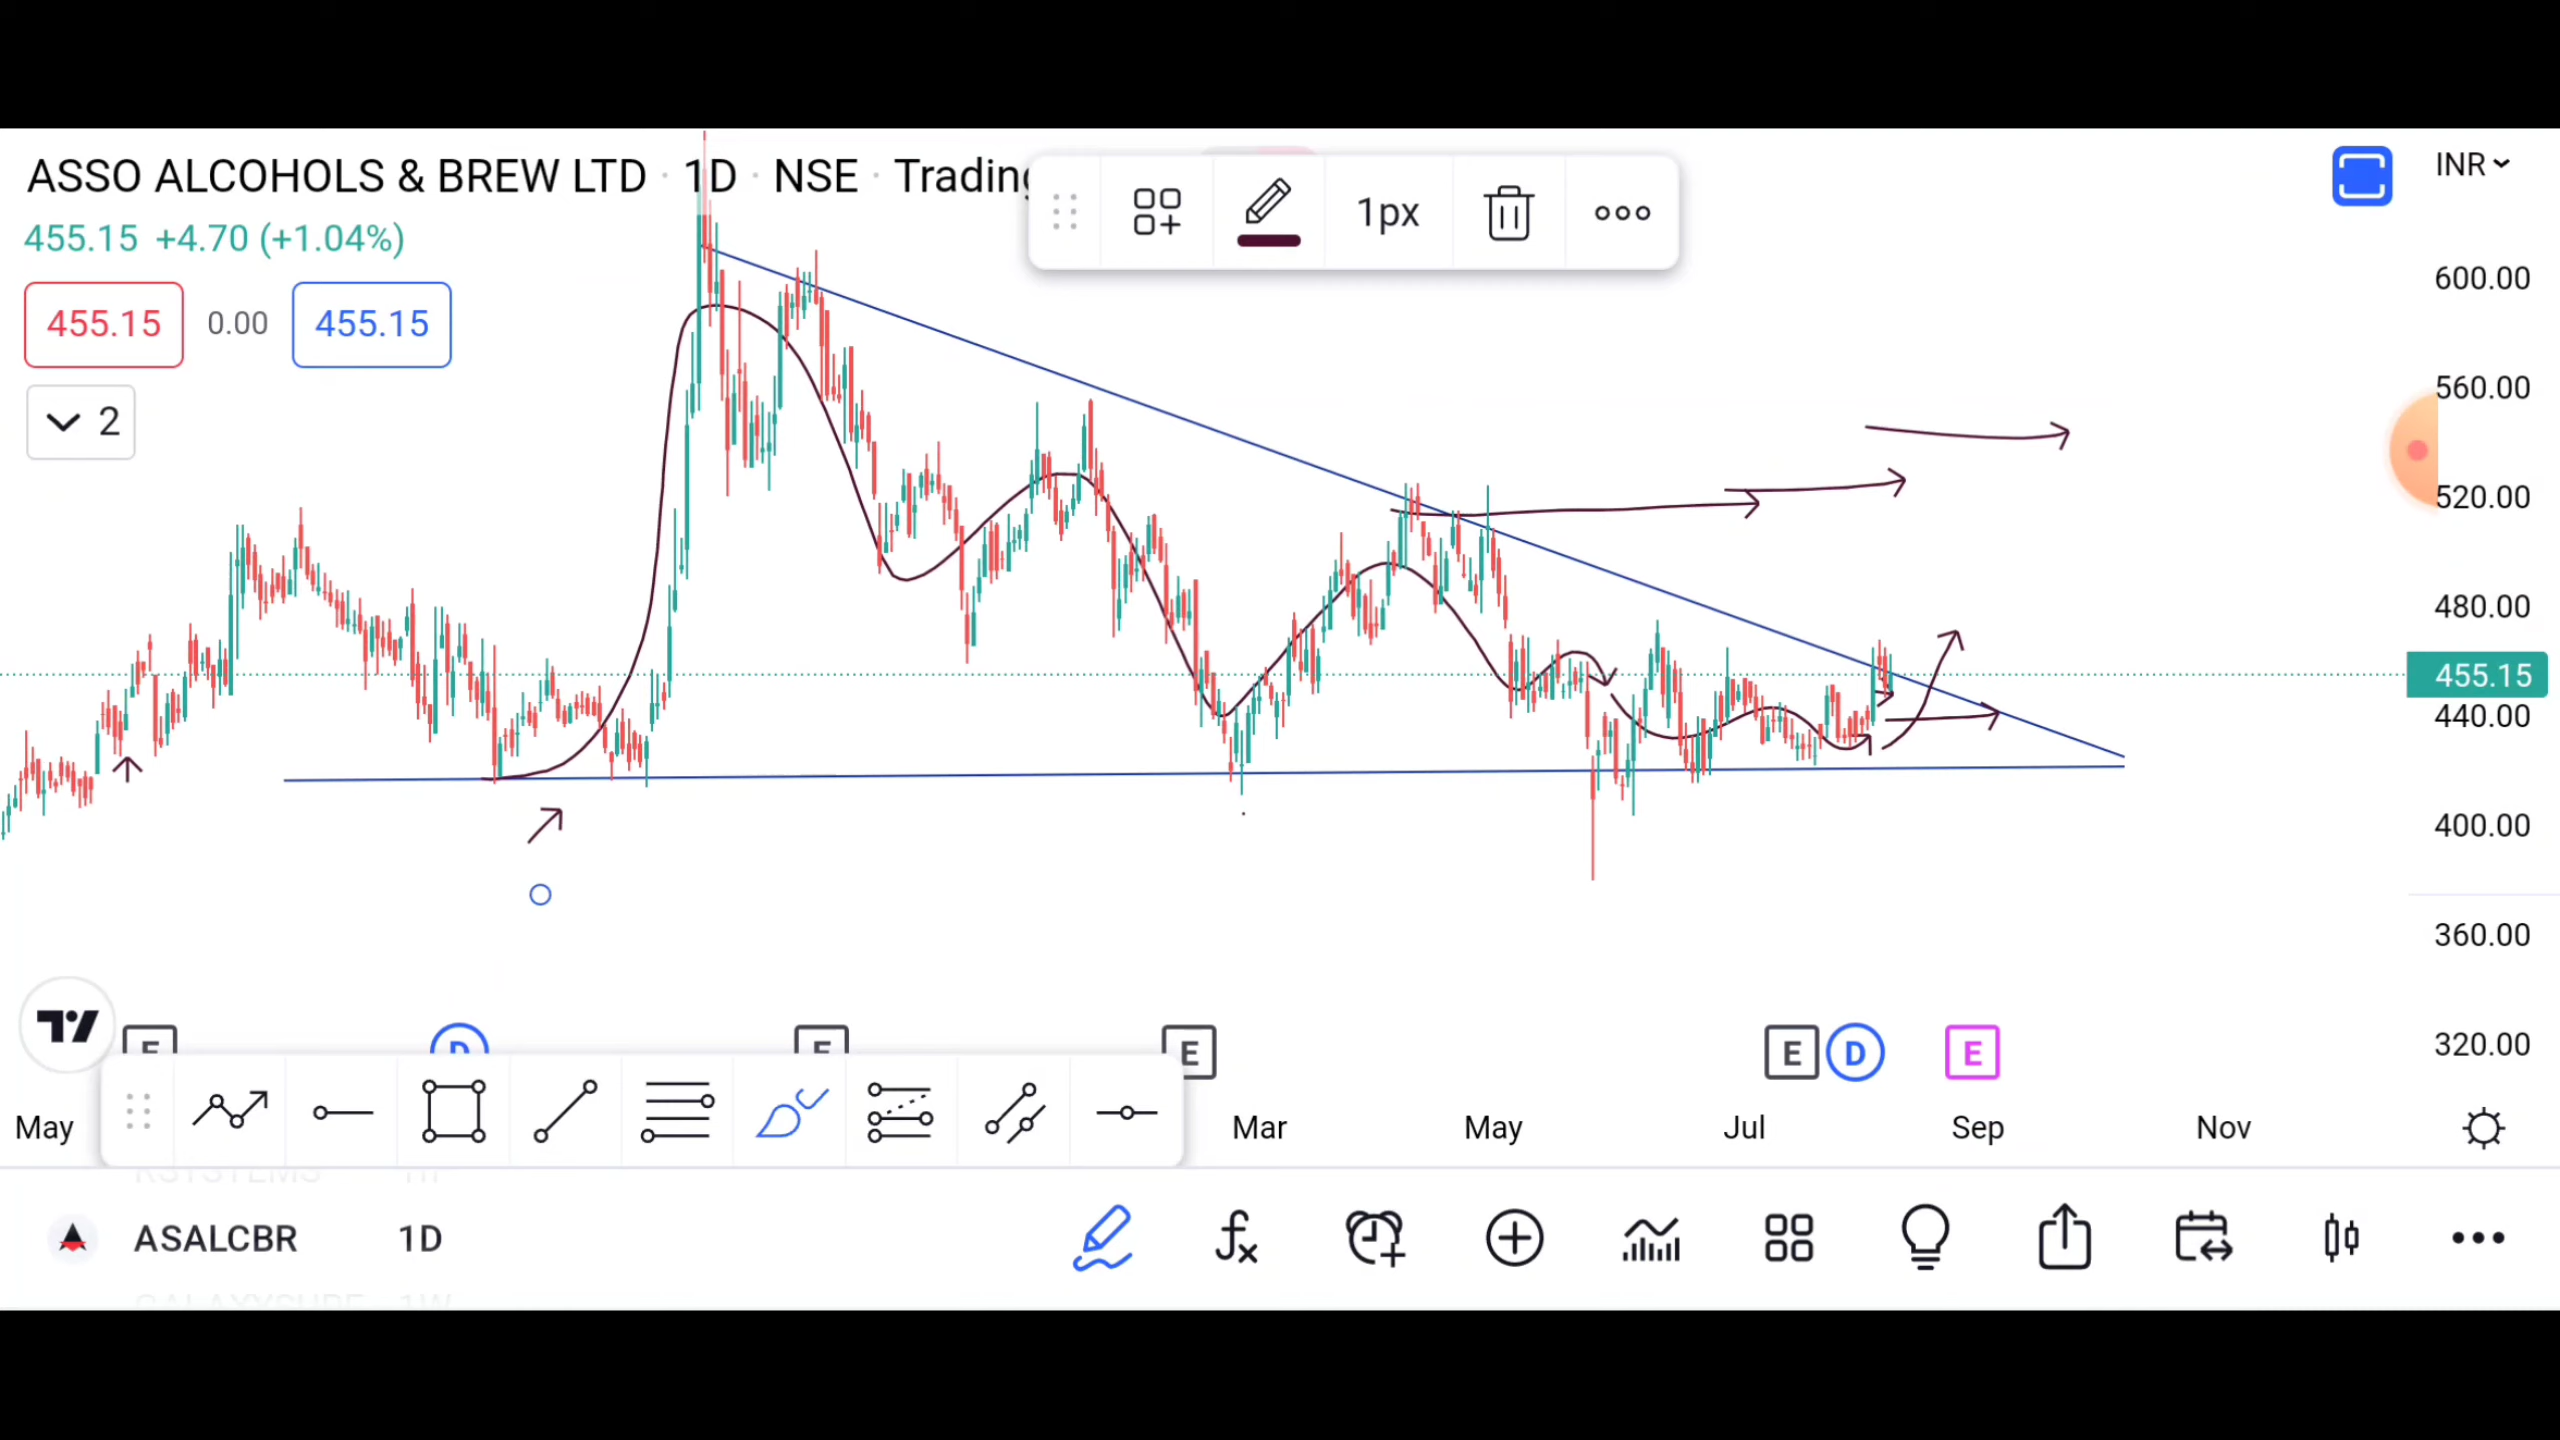 ASSO ALCOHOLS & BREW LTD · 1D · NSE · Trading
INR
455.15 +4.70 (+1.04%)
455.15 0.00 455.15
2
1px
600.00
560.00
520.00
480.00
455.15
440.00
400.00
360.00
320.00
E D E E E D E
May Mar May Jul Sep Nov
ASALCBR 1D